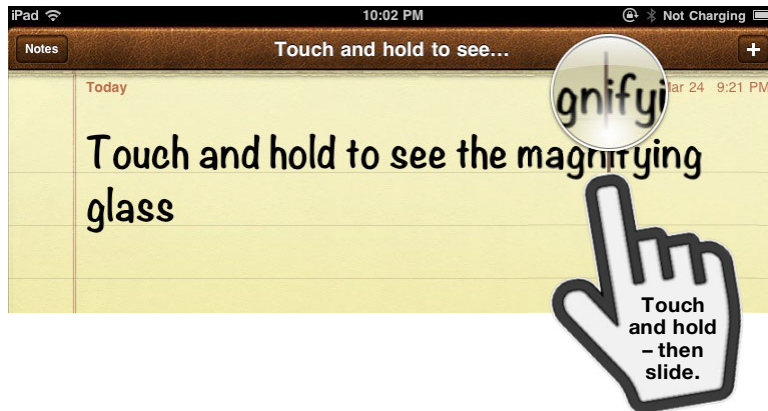 iPad 10:02 PM Not Charging
Notes Touch and hold to see... +
gnifyi
Today Mar 24 9:21 PM
Touch and hold to see the magnifying
glass
Touch
and hold
– then
slide.